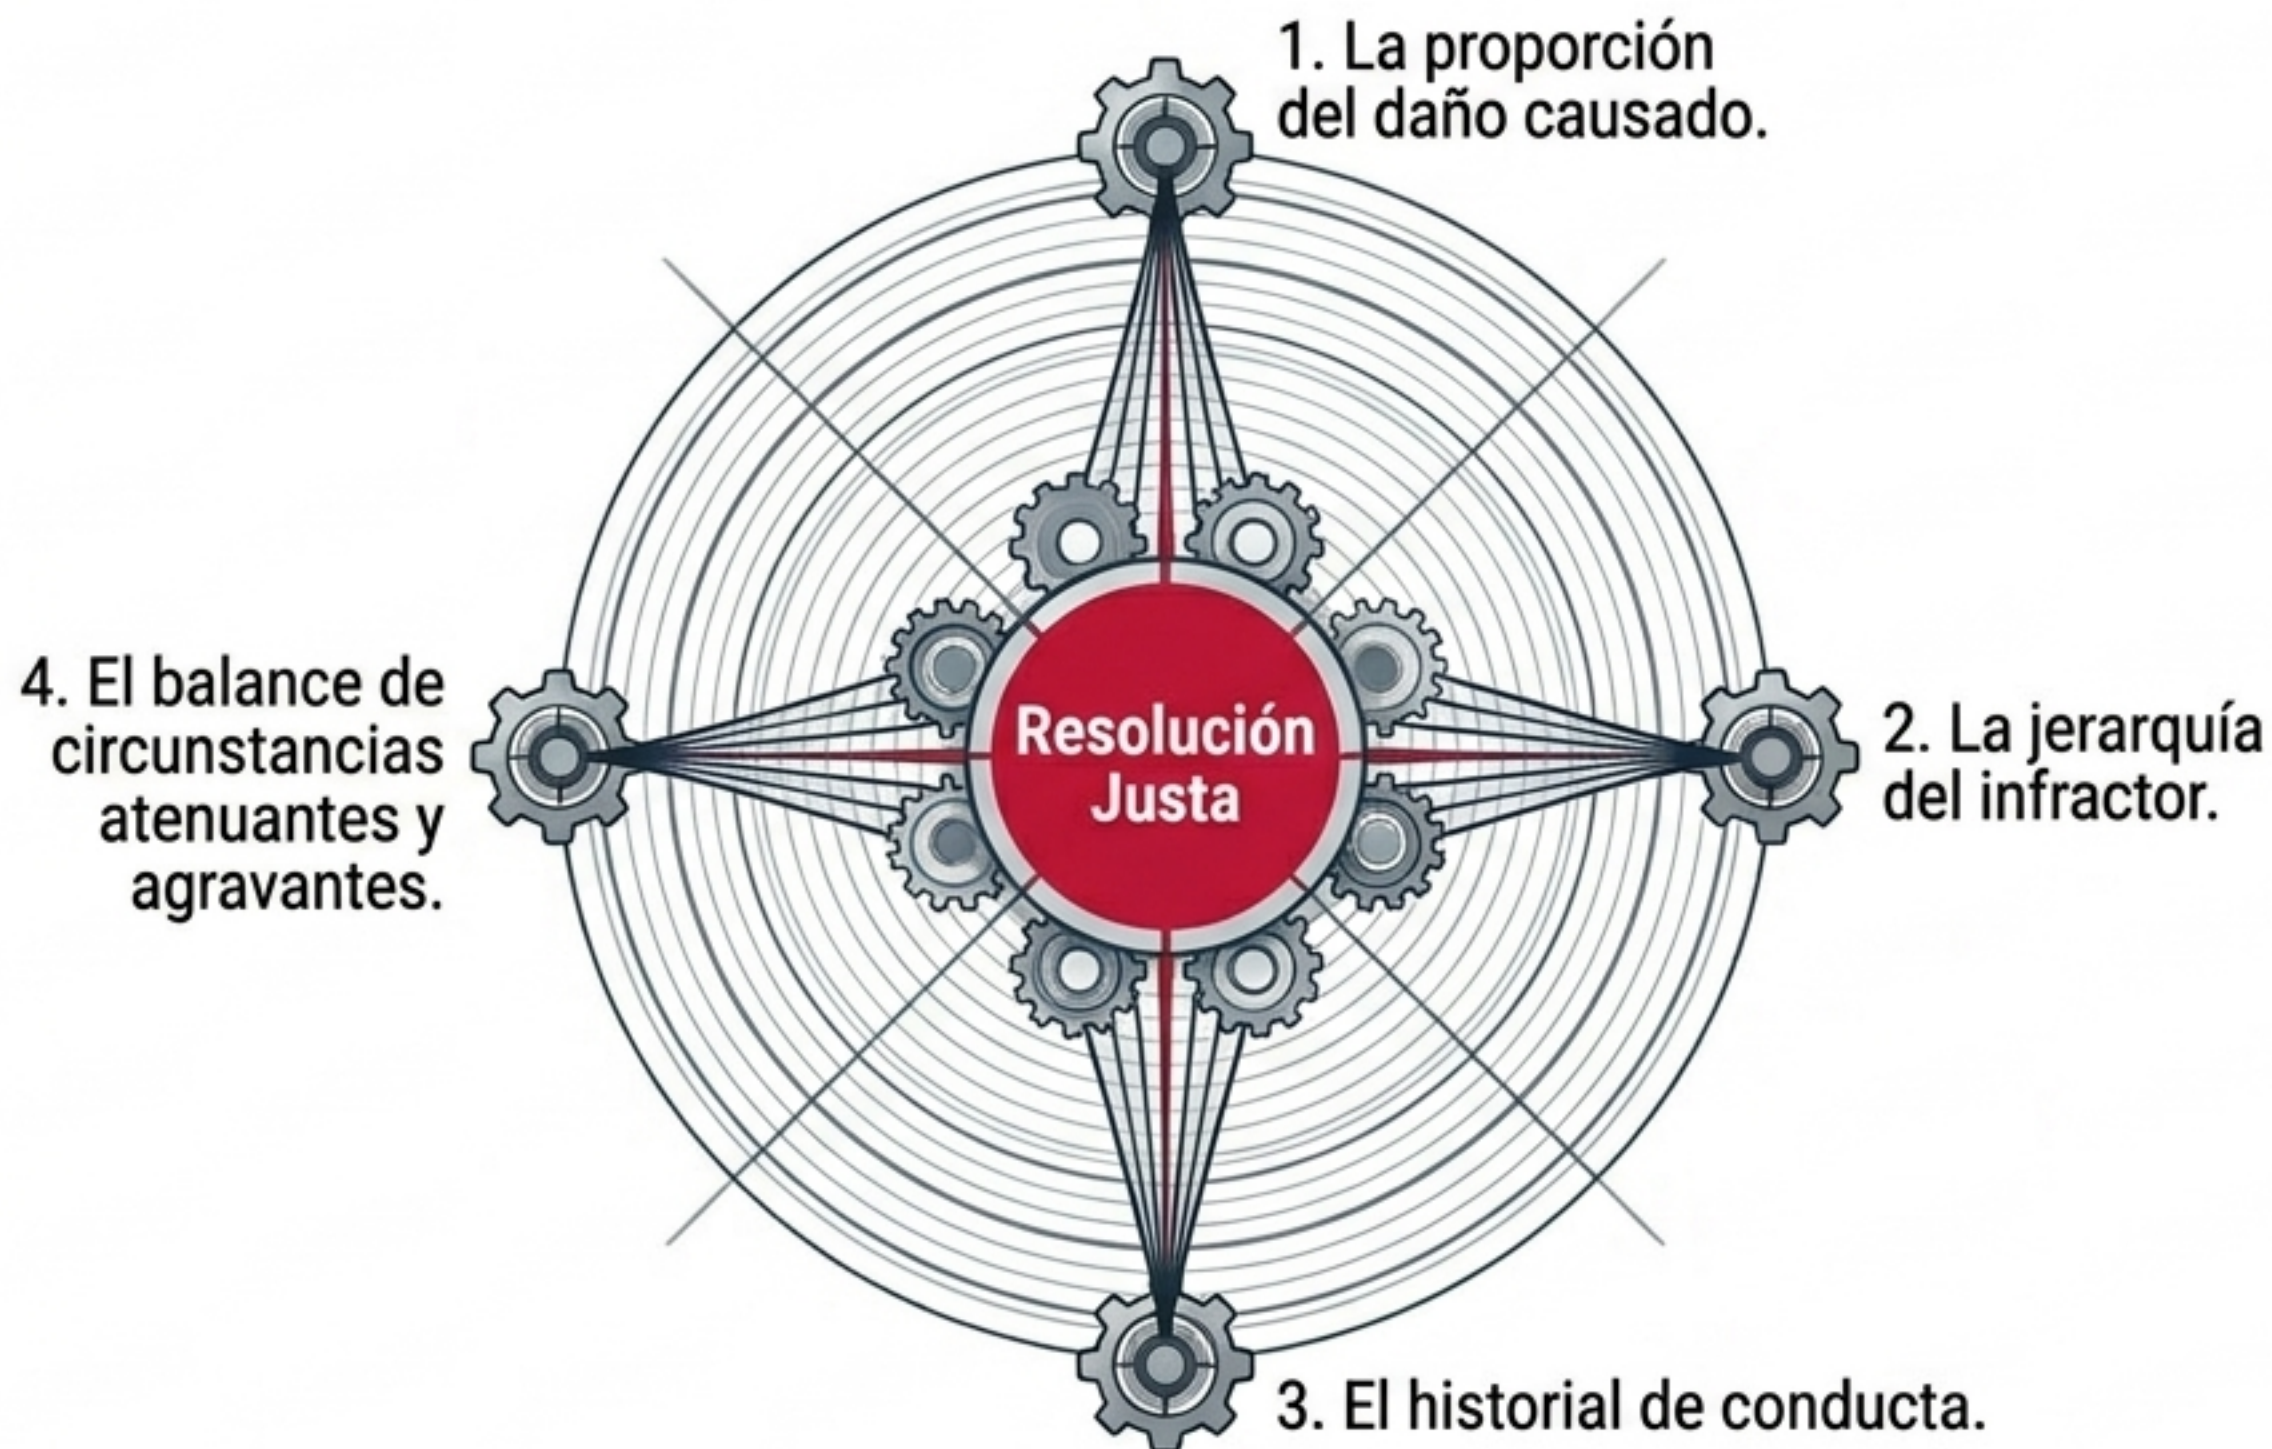 1. La proporción
del daño causado.
4. El balance de
circunstancias
atenuantes y
agravantes.
Resolución
Justa
2. La jerarquía
del infractor.
3. El historial de conducta.